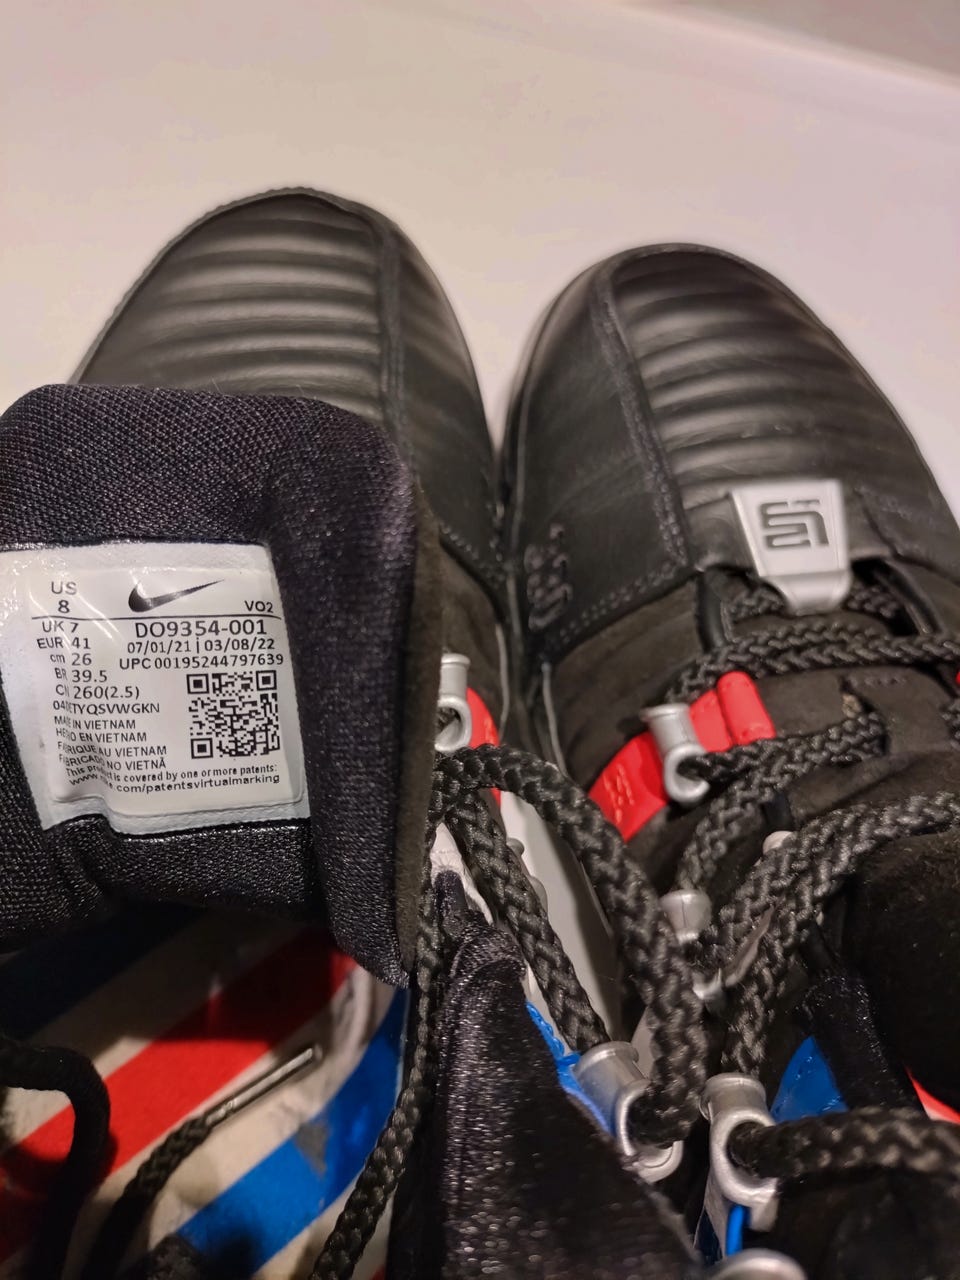 US
8
VO2
UK 7
DO9354-001
EUR 41
07/01/21 | 03/08/22
cm 26
UPC 00195244797639
BR 39.5
CN 260(2.5)
MADE IN VIETNAM
HECHO EN VIETNAM
FABRIQUE AU VIETNAM
FABRICADO NO VIETNÃ
This product is covered by one or more patents:
www.nike.com/patentsvirtualmarking